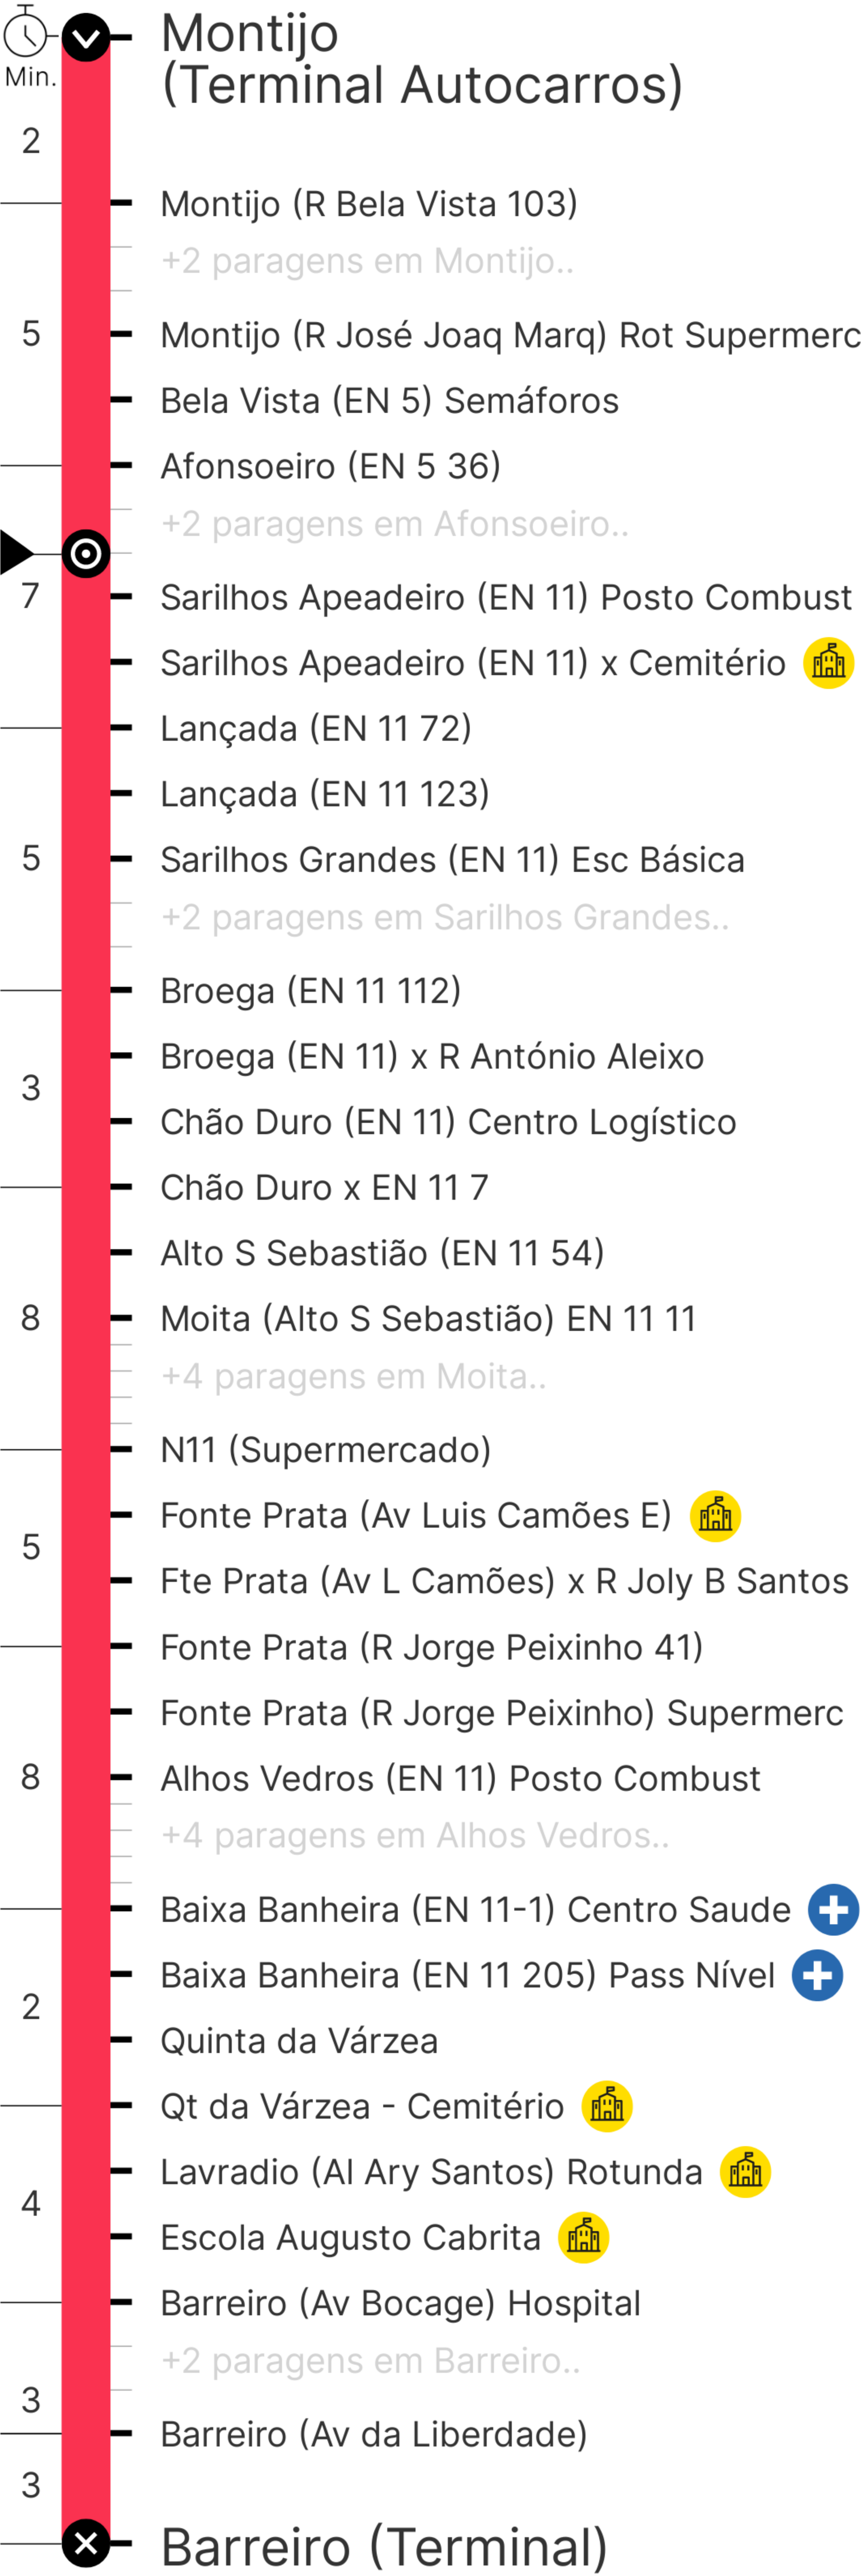 Montijo
(Terminal Autocarros)
Min.
2
Montijo (R Bela Vista 103)
+2 paragens em Montijo..
5
Montijo (R José Joaq Marq) Rot Supermerc
Bela Vista (EN 5) Semáforos
Afonsoeiro (EN 5 36)
+2 paragens em Afonsoeiro..
7
Sarilhos Apeadeiro (EN 11) Posto Combust
Sarilhos Apeadeiro (EN 11) x Cemitério
Lançada (EN 11 72)
Lançada (EN 11 123)
5
Sarilhos Grandes (EN 11) Esc Básica
+2 paragens em Sarilhos Grandes..
Broega (EN 11 112)
Broega (EN 11) x R António Aleixo
3
Chão Duro (EN 11) Centro Logístico
Chão Duro x EN 11 7
Alto S Sebastião (EN 11 54)
8
Moita (Alto S Sebastião) EN 11 11
+4 paragens em Moita..
N11 (Supermercado)
Fonte Prata (Av Luis Camões E)
5
Fte Prata (Av L Camões) x R Joly B Santos
Fonte Prata (R Jorge Peixinho 41)
Fonte Prata (R Jorge Peixinho) Supermerc
8
Alhos Vedros (EN 11) Posto Combust
+4 paragens em Alhos Vedros..
Baixa Banheira (EN 11-1) Centro Saude
Baixa Banheira (EN 11 205) Pass Nível
2
Quinta da Várzea
Qt da Várzea - Cemitério
Lavradio (Al Ary Santos) Rotunda
4
Escola Augusto Cabrita
Barreiro (Av Bocage) Hospital
+2 paragens em Barreiro..
3
Barreiro (Av da Liberdade)
3
Barreiro (Terminal)